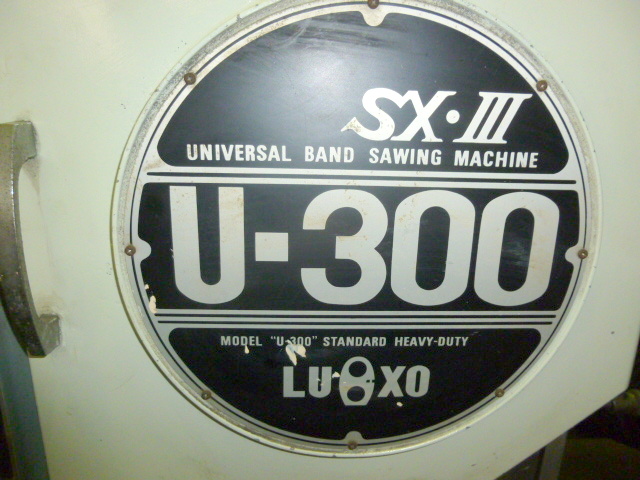 SX·III
UNIVERSAL BAND SAWING MACHINE
U-300
MODEL "U-300" STANDARD HEAVY-DUTY
LUXO